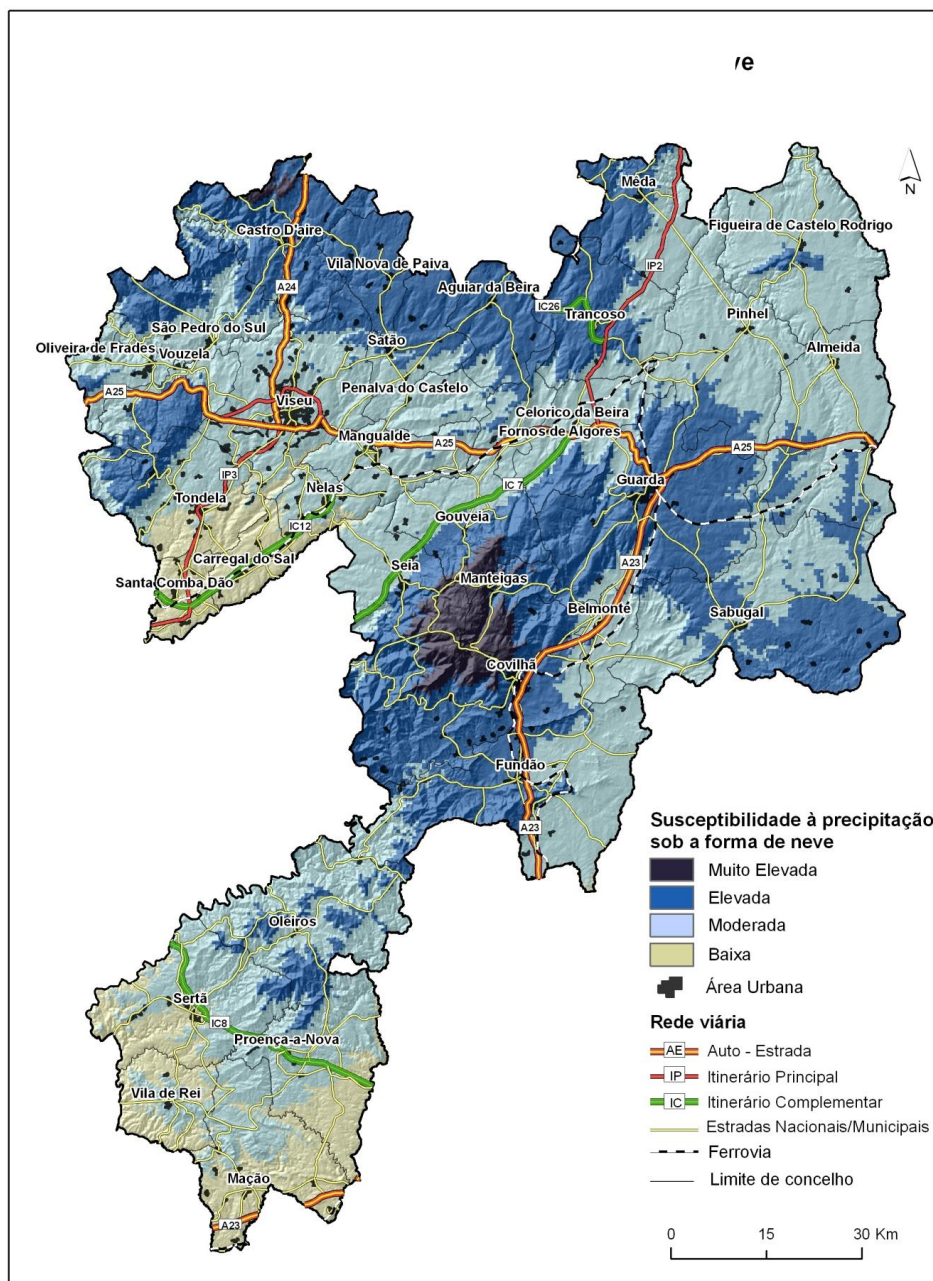 N
Méda
Figueira de Castelo Rodrigo
Castro D'aire
Vila Nova de Paiva
IP2
A24
Aguiar da Beira
IC26
Trancoso
Pinhel
São Pedro do Sul
Oliveira de Frades
Vouzela
Satão
Almeida
A25
Viseu
Penalva do Castelo
Celorico da Beira
Mangualde
Fornos de Algores
A25
A25
IP3
Guarda
IC 7
Tondela
Nelas
Gouveia
IC12
Carregal do Sal
Seia
Manteigas
A23
Santa Comba Dão
Belmonte
Sabugal
Covilhã
Fundão
A23
Oleiros
Sertã
IC8
Proença-a-Nova
Vila de Rei
Mação
A23
Susceptibilidade à precipitação
sob a forma de neve
Muito Elevada
Elevada
Moderada
Baixa
Área Urbana
Rede viária
AE Auto - Estrada
IP Itinerário Principal
IC Itinerário Complementar
Estradas Nacionais/Municipais
Ferrovia
Limite de concelho
0 15 30 Km